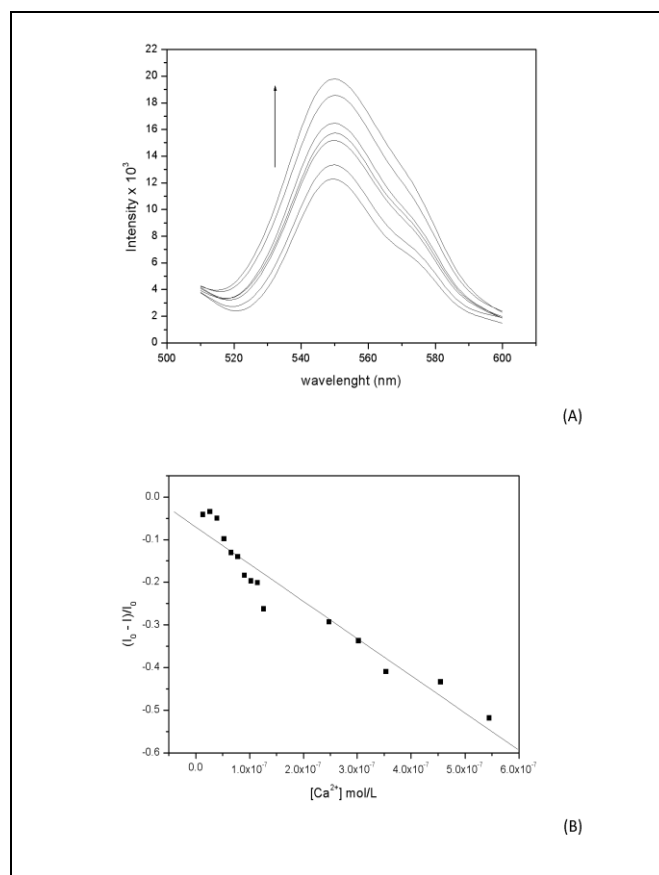 22
20
18
16
14
12
10
8
6
4
2
0
Intensity x 10³
500 520 540 560 580 600
wavelenght (nm)
(A)
0.0
-0.1
-0.2
-0.3
-0.4
-0.5
-0.6
(I₀ - I)/I₀
0.0 1.0x10⁻⁷ 2.0x10⁻⁷ 3.0x10⁻⁷ 4.0x10⁻⁷ 5.0x10⁻⁷ 6.0x10⁻⁷
[Ca²⁺] mol/L
(B)